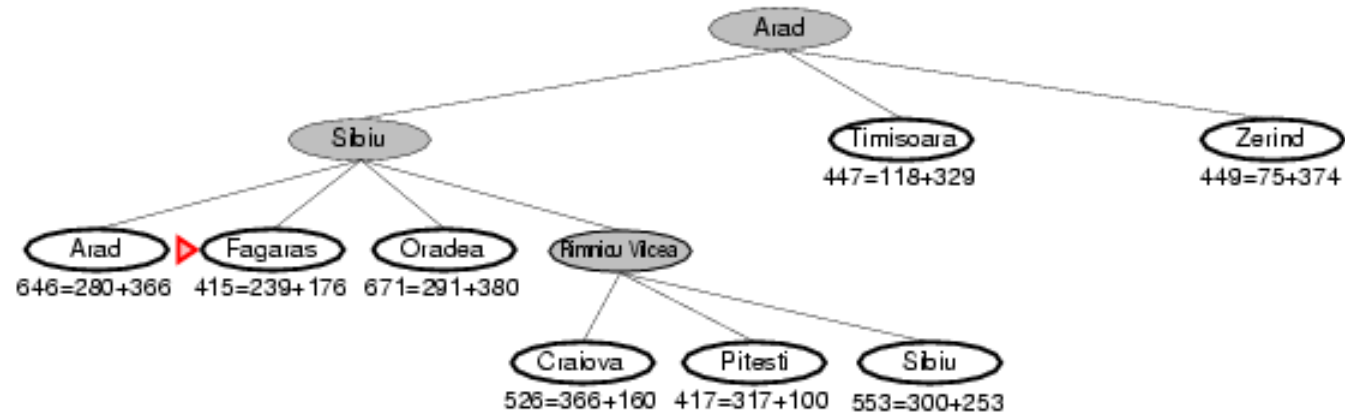 Arad
Sibiu
Timisoara
Zerind
447=118+329
449=75+374
Arad
Fagaras
Oradea
Rimnicu Vilcea
646=280+366
415=239+176
671=291+380
Craiova
Pitesti
Sibiu
526=366+160
417=317+100
553=300+253